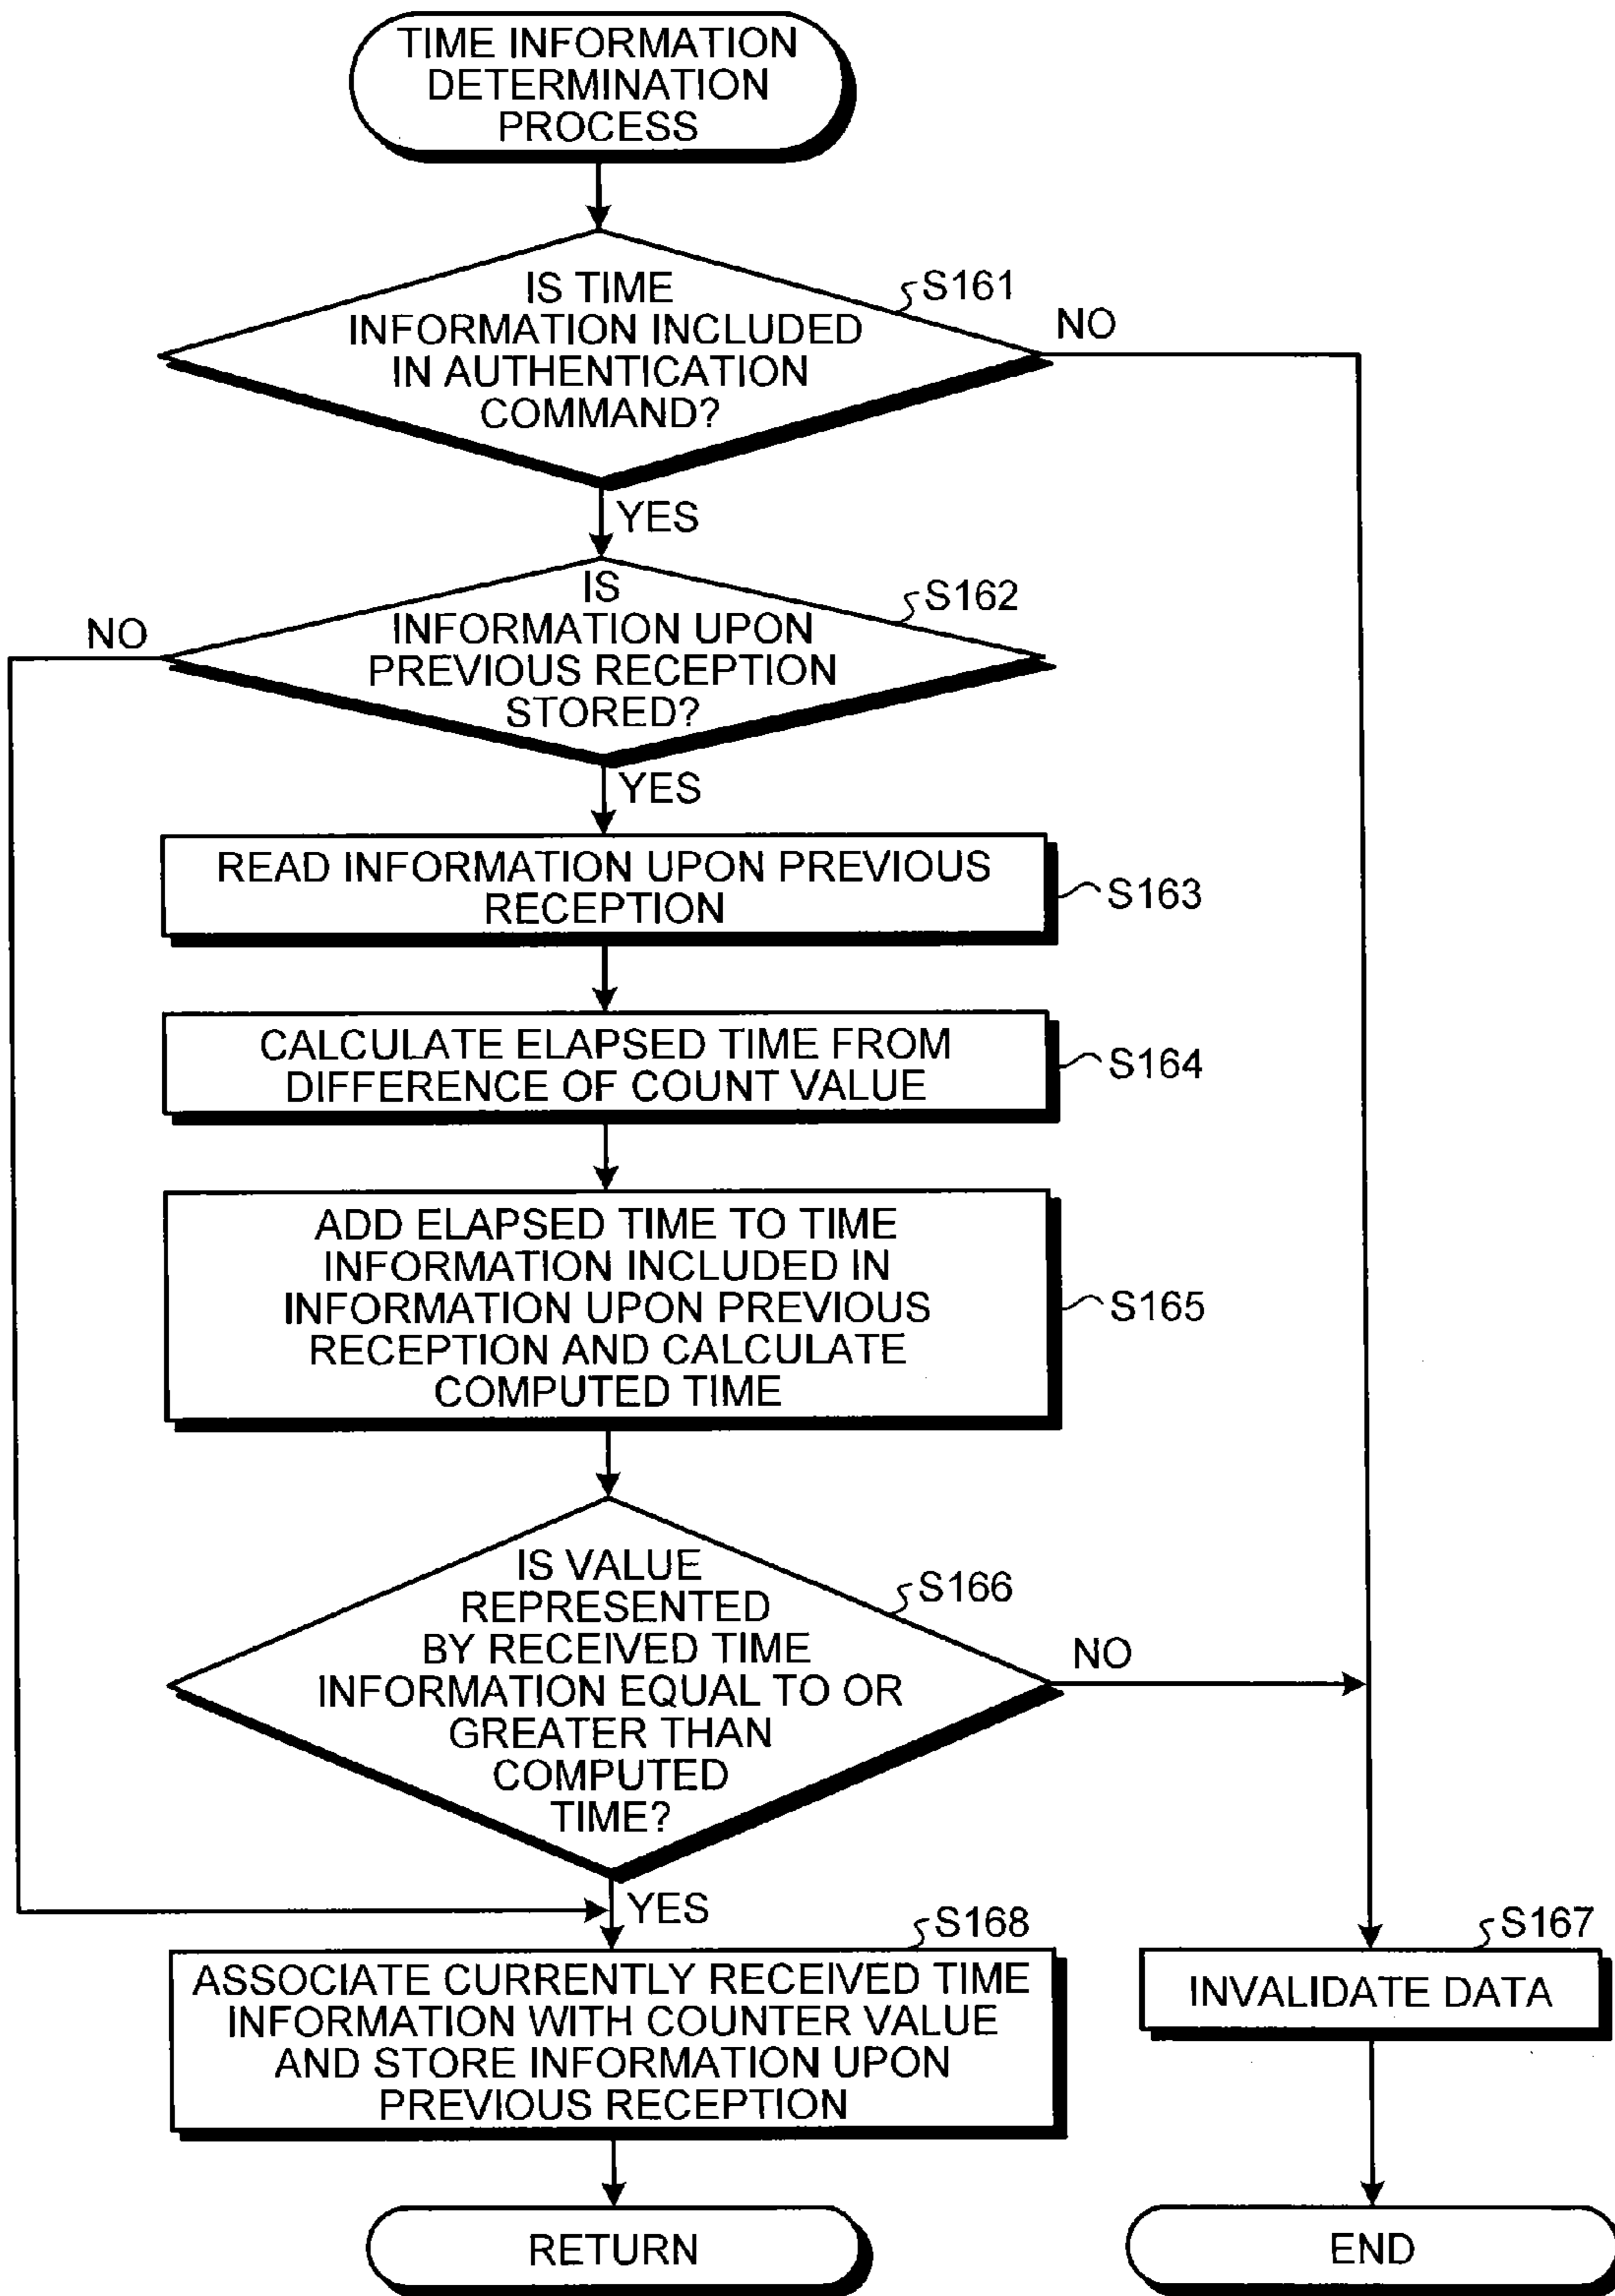 TIME INFORMATION
DETERMINATION
PROCESS
IS TIME
INFORMATION INCLUDED
IN AUTHENTICATION
COMMAND?
S161
NO
YES
IS
INFORMATION UPON
PREVIOUS RECEPTION
STORED?
S162
NO
YES
READ INFORMATION UPON PREVIOUS
RECEPTION
S163
CALCULATE ELAPSED TIME FROM
DIFFERENCE OF COUNT VALUE
S164
ADD ELAPSED TIME TO TIME
INFORMATION INCLUDED IN
INFORMATION UPON PREVIOUS
RECEPTION AND CALCULATE
COMPUTED TIME
S165
IS VALUE
REPRESENTED
BY RECEIVED TIME
INFORMATION EQUAL TO OR
GREATER THAN
COMPUTED
TIME?
S166
NO
YES
S168
ASSOCIATE CURRENTLY RECEIVED TIME
INFORMATION WITH COUNTER VALUE
AND STORE INFORMATION UPON
PREVIOUS RECEPTION
S167
INVALIDATE DATA
RETURN
END